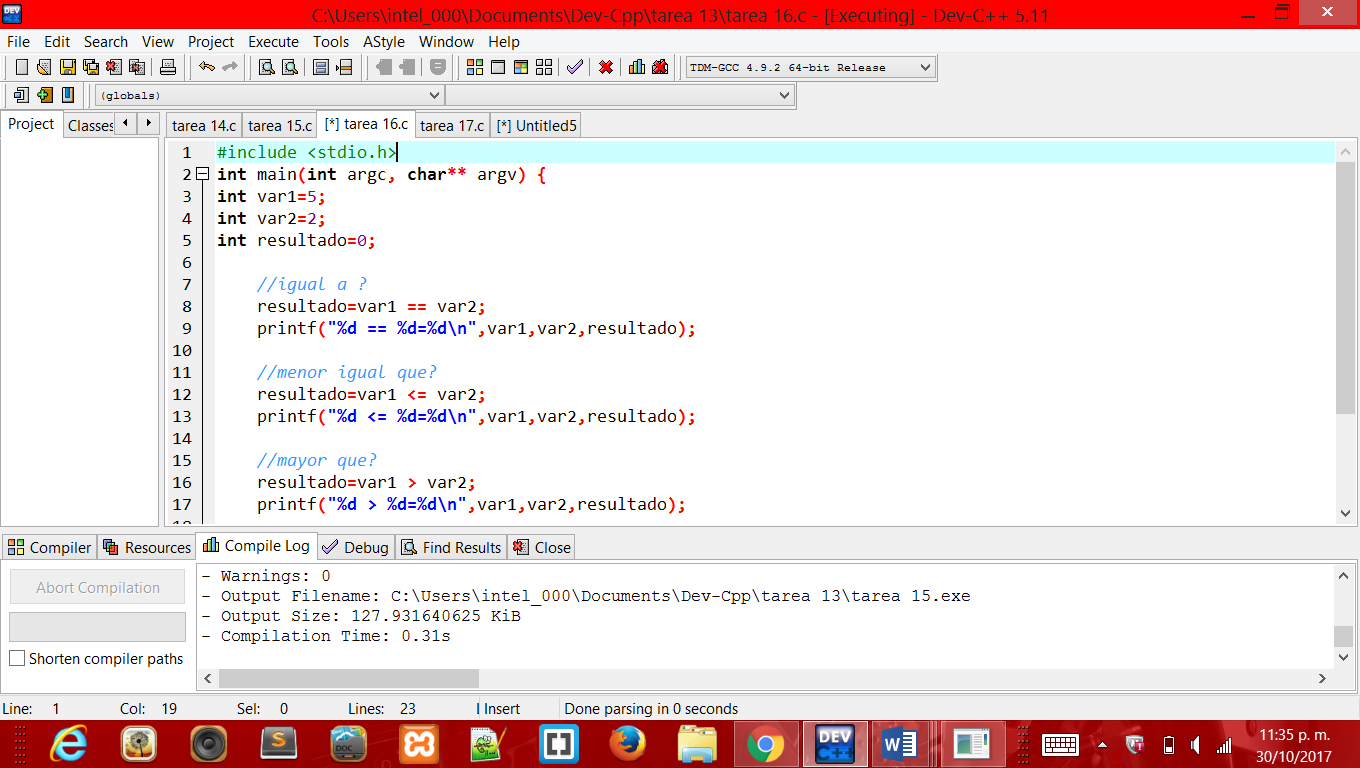 C:\Users\intel_000\Documents\Dev-Cpp\tarea 13\tarea 16.c - [Executing] - Dev-C++ 5.11
File Edit Search View Project Execute Tools AStyle Window Help
TDM-GCC 4.9.2 64-bit Release
(globals)
Project Classes tarea 14.c tarea 15.c [*] tarea 16.c tarea 17.c [*] Untitled5
1 #include <stdio.h>
2 int main(int argc, char** argv) {
3 int var1=5;
4 int var2=2;
5 int resultado=0;
6
7 //igual a ?
8 resultado=var1 == var2;
9 printf("%d == %d=%d\n",var1,var2,resultado);
10
11 //menor igual que?
12 resultado=var1 <= var2;
13 printf("%d <= %d=%d\n",var1,var2,resultado);
14
15 //mayor que?
16 resultado=var1 > var2;
17 printf("%d > %d=%d\n",var1,var2,resultado);
Compiler Resources Compile Log Debug Find Results Close
Abort Compilation
Shorten compiler paths
- Warnings: 0
- Output Filename: C:\Users\intel_000\Documents\Dev-Cpp\tarea 13\tarea 15.exe
- Output Size: 127.931640625 KiB
- Compilation Time: 0.31s
Line: 1 Col: 19 Sel: 0 Lines: 23 Insert Done parsing in 0 seconds
DOC
DEV C++
11:35 p. m.
30/10/2017